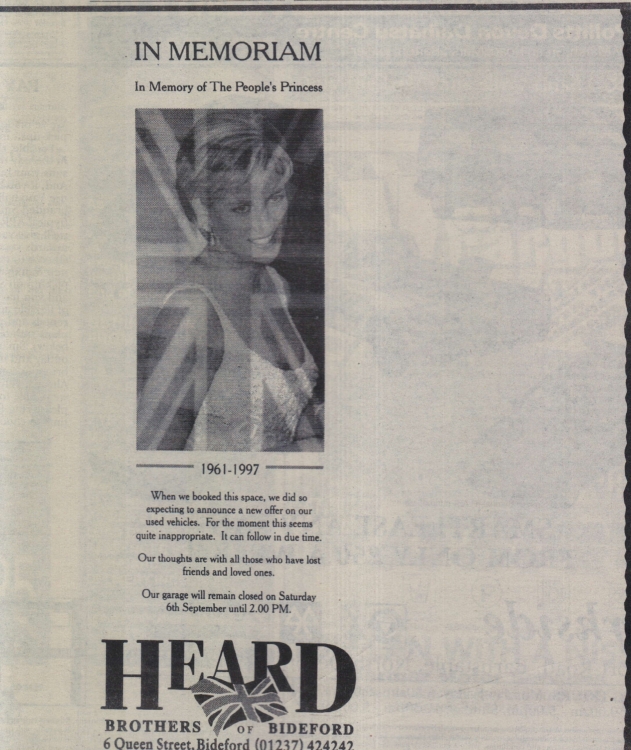 IN MEMORIAM
In Memory of The People's Princess
1961-1997
When we booked this space, we did so
expecting to announce a new offer on our
used vehicles. For the moment this seems
quite inappropriate. It can follow in due time.
Our thoughts are with all those who have lost
friends and loved ones.
Our garage will remain closed on Saturday
6th September until 2.00 PM.
HEARD
BROTHERS OF BIDEFORD
6 Queen Street, Bideford (01237) 424242